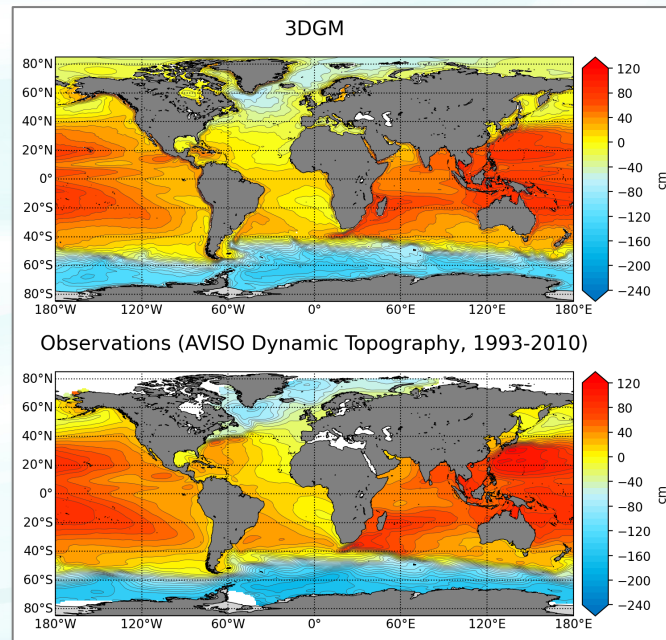 3DGM
80°N
60°N
40°N
20°N
0°
20°S
40°S
60°S
80°S
180°W 120°W 60°W 0° 60°E 120°E 180°E
120
80
40
0
−40
−80
−120
−160
−200
−240
cm
Observations (AVISO Dynamic Topography, 1993-2010)
80°N
60°N
40°N
20°N
0°
20°S
40°S
60°S
80°S
180°W 120°W 60°W 0° 60°E 120°E 180°E
120
80
40
0
−40
−80
−120
−160
−200
−240
cm